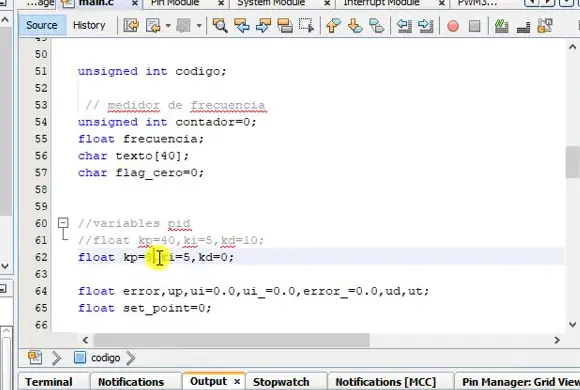 ...age
main.c ×
Pin Module
System Module
Interrupt Module
PWM3...
Source
History
51 unsigned int codigo;
52
53 // medidor de frecuencia
54 unsigned int contador=0;
55 float frecuencia;
56 char texto[40];
57 char flag_cero=0;
58
59
60 //variables pid
61 //float kp=40,ki=5,kd=10;
62 float kp= ki=5,kd=0;
64 float error,up,ui=0.0,ui_=0.0,error_=0.0,ud,ut;
65 float set_point=0;
66
codigo
Terminal
Notifications
Output ×
Stopwatch
Notifications [MCC]
Pin Manager: Grid View